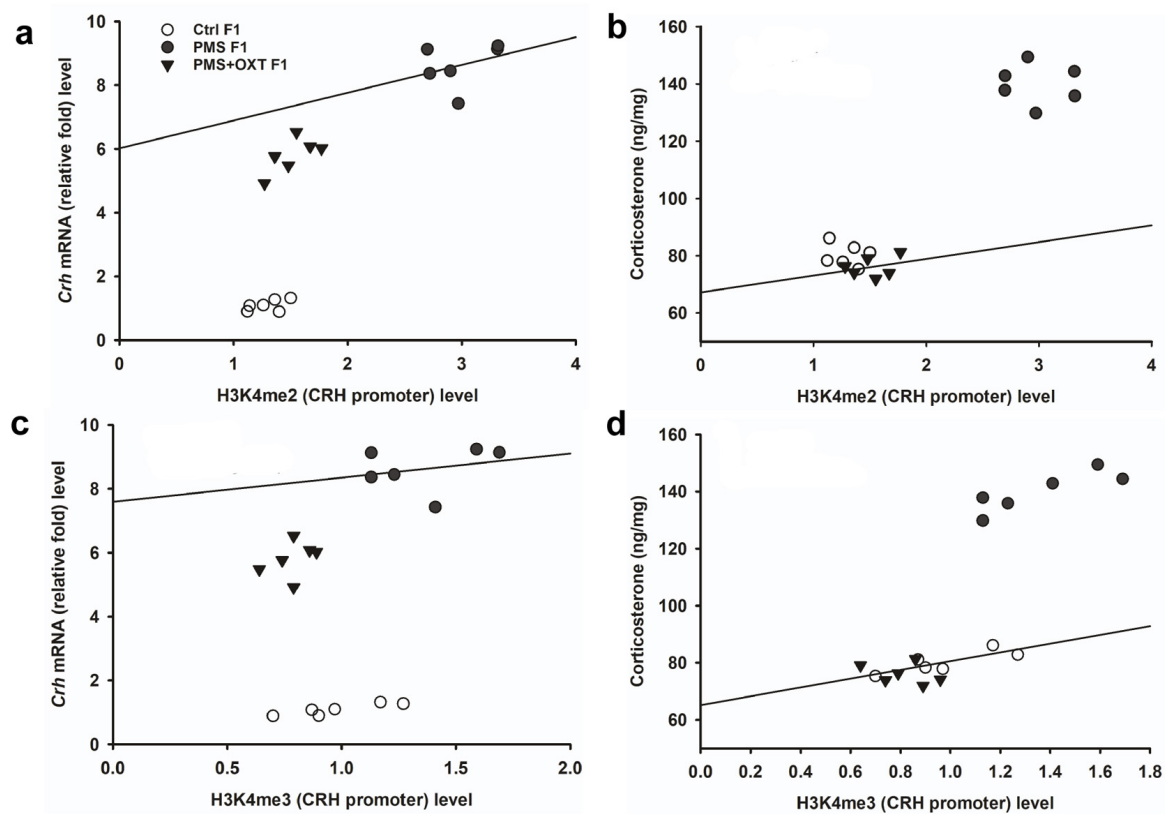 a
Crh mRNA (relative fold) level
10
8
6
4
2
0
Ctrl F1
PMS F1
PMS+OXT F1
0 1 2 3 4
H3K4me2 (CRH promoter) level
b
Corticosterone (ng/mg)
160
140
120
100
80
60
0 1 2 3 4
H3K4me2 (CRH promoter) level
c
Crh mRNA (relative fold) level
10
8
6
4
2
0
0.0 0.5 1.0 1.5 2.0
H3K4me3 (CRH promoter) level
d
Corticosterone (ng/mg)
160
140
120
100
80
60
0.0 0.2 0.4 0.6 0.8 1.0 1.2 1.4 1.6 1.8
H3K4me3 (CRH promoter) level